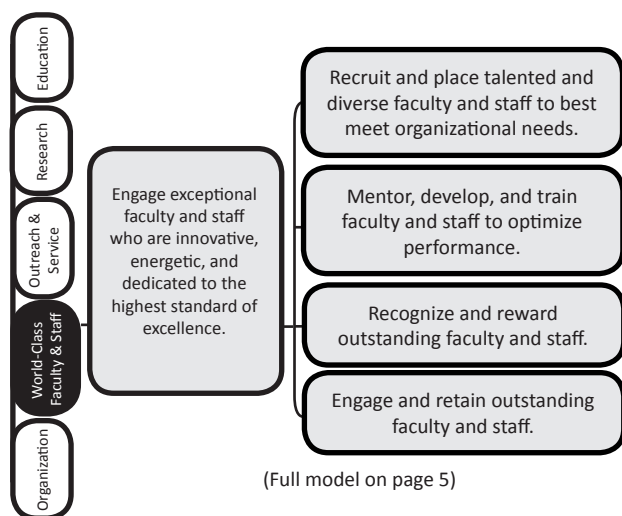 Education
Research
Outreach &
Service
World-Class
Faculty & Staff
Organization
Engage exceptional
faculty and staff
who are innovative,
energetic, and
dedicated to the
highest standard of
excellence.
Recruit and place talented and
diverse faculty and staff to best
meet organizational needs.
Mentor, develop, and train
faculty and staff to optimize
performance.
Recognize and reward
outstanding faculty and staff.
Engage and retain outstanding
faculty and staff.
(Full model on page 5)